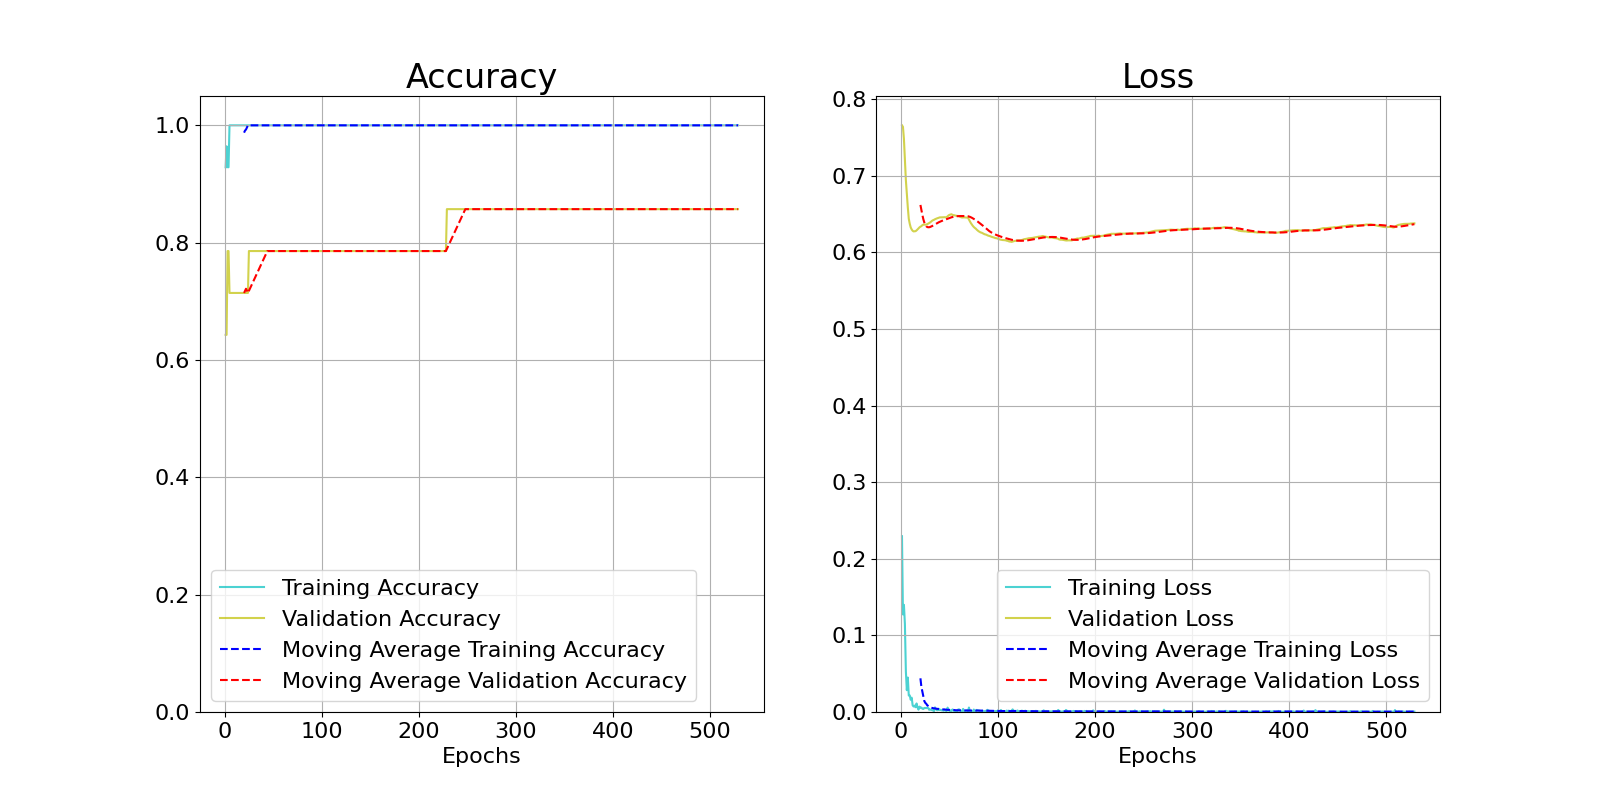 Accuracy
1.0
0.8
0.6
0.4
0.2
0.0
0 100 200 300 400 500
Epochs
Training Accuracy
Validation Accuracy
Moving Average Training Accuracy
Moving Average Validation Accuracy
Loss
0.8
0.7
0.6
0.5
0.4
0.3
0.2
0.1
0.0
0 100 200 300 400 500
Epochs
Training Loss
Validation Loss
Moving Average Training Loss
Moving Average Validation Loss